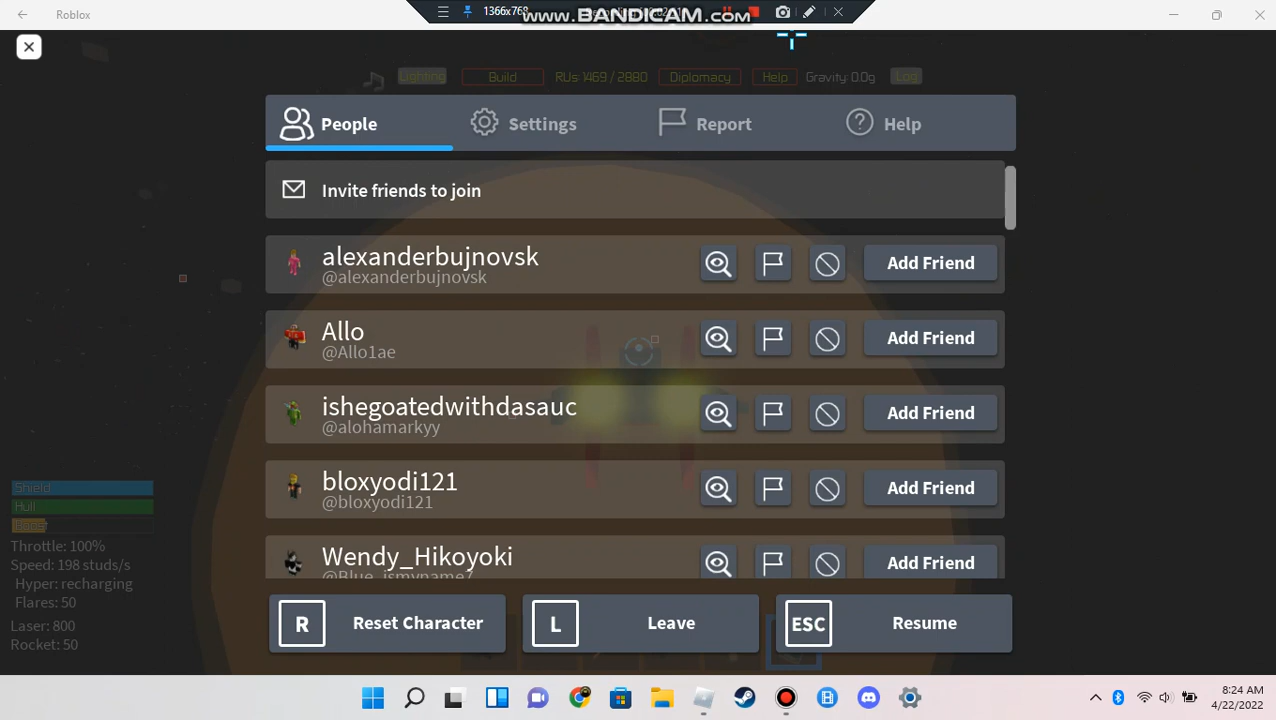 Roblox
1366x768
www.BANDICAM.com
Lighting
Build
RUs: 1469 / 2880
Diplomacy
Help
Gravity: 0.0g
Log
People
Settings
Report
Help
Invite friends to join
alexanderbujnovsk
@alexanderbujnovsk
Add Friend
Allo
@Allo1ae
Add Friend
ishegoatedwithdasauc
@alohamarkyy
Add Friend
bloxyodi121
@bloxyodi121
Add Friend
Wendy_Hikoyoki
@Blue_ismyname7
Add Friend
Shield
Hull
Throttle: 100%
Speed: 198 studs/s
Hyper: recharging
Flares: 50
Laser: 800
Rocket: 50
R Reset Character
L Leave
ESC Resume
8:24 AM
4/22/2022